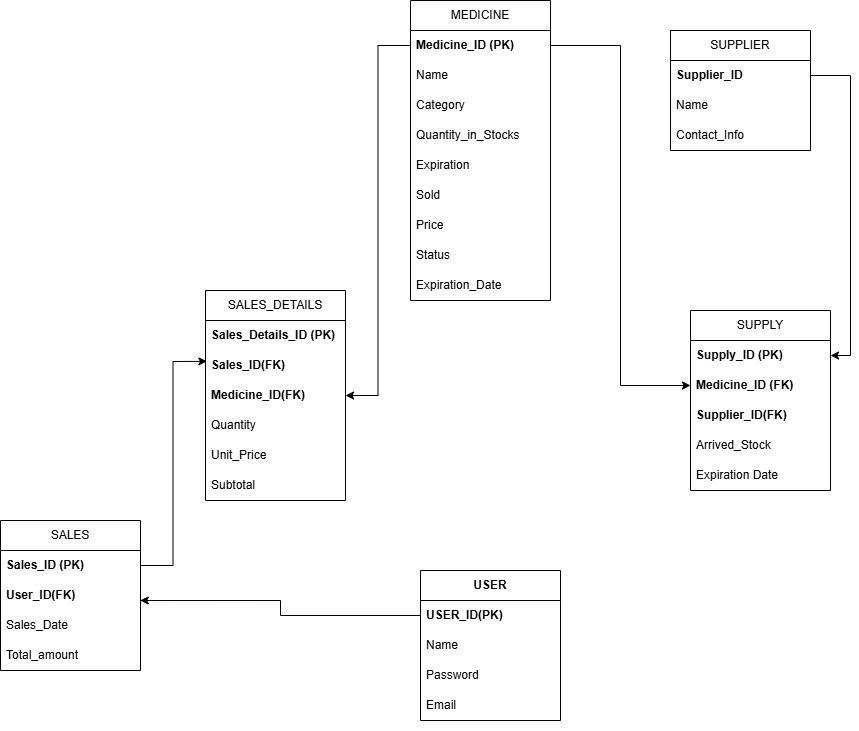 MEDICINE
Medicine_ID (PK)
Name
Category
Quantity_in_Stocks
Expiration
Sold
Price
Status
Expiration_Date
SUPPLIER
Supplier_ID
Name
Contact_Info
SALES_DETAILS
Sales_Details_ID (PK)
Sales_ID(FK)
Medicine_ID(FK)
Quantity
Unit_Price
Subtotal
SUPPLY
Supply_ID (PK)
Medicine_ID (FK)
Supplier_ID(FK)
Arrived_Stock
Expiration Date
SALES
Sales_ID (PK)
User_ID(FK)
Sales_Date
Total_amount
USER
USER_ID(PK)
Name
Password
Email